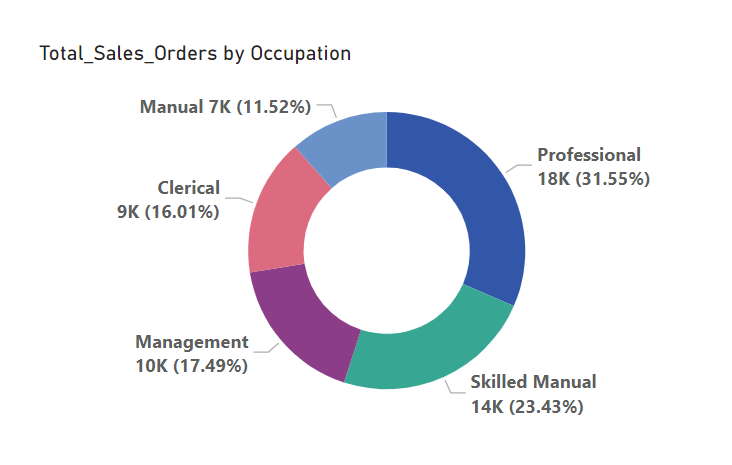 Total_Sales_Orders by Occupation
Manual 7K (11.52%)
Professional
18K (31.55%)
Clerical
9K (16.01%)
Management
10K (17.49%)
Skilled Manual
14K (23.43%)